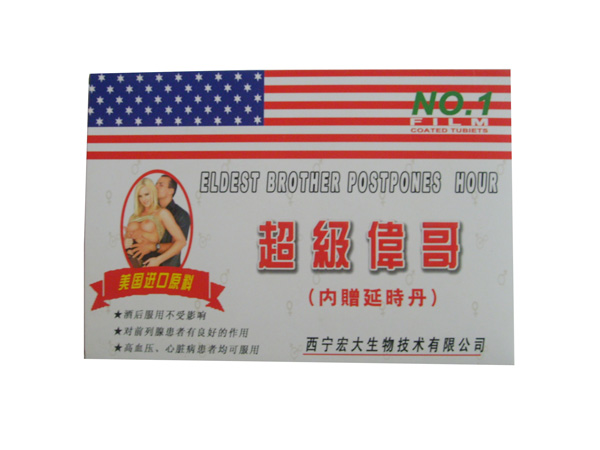 NO.1
FILM
COATED TUBIETS
ELDEST BROTHER POSTPONES HOUR
超級偉哥
(内贈延時丹)
美国进口原料
★酒后服用不受影响
★对前列腺患者有良好的作用
★高血压、心脏病患者均可服用
西宁宏大生物技术有限公司